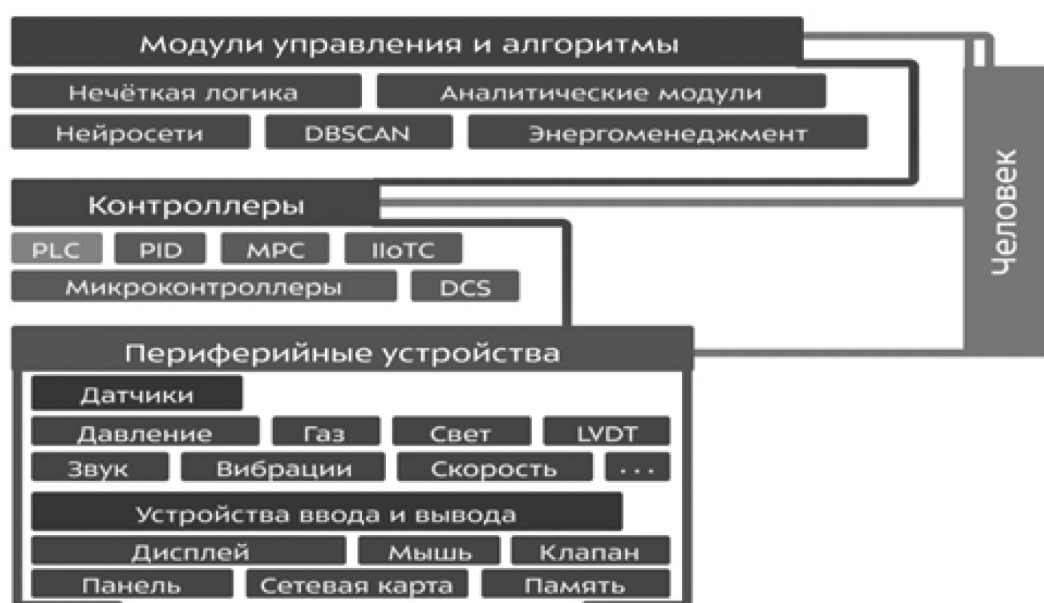 Модули управления и алгоритмы
Нечёткая логика Аналитические модули
Нейросети DBSCAN Энергоменеджмент
Человек
Контроллеры
PLC PID MPC IIoTC
Микроконтроллеры DCS
Периферийные устройства
Датчики
Давление Газ Свет LVDT
Звук Вибрации Скорость ...
Устройства ввода и вывода
Дисплей Мышь Клапан
Панель Сетевая карта Память